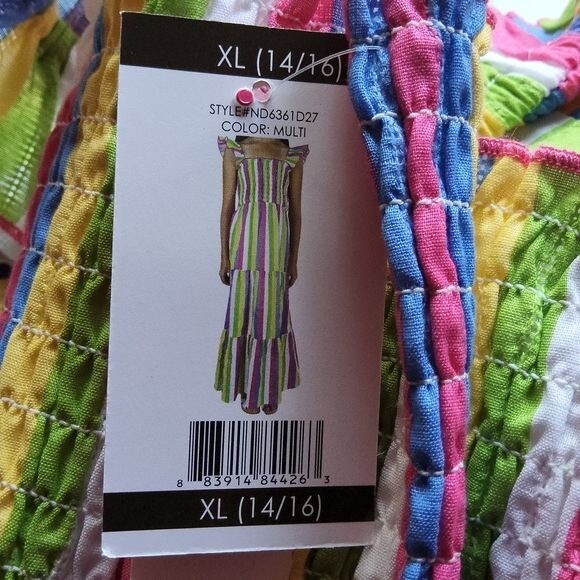 XL (14/16)
STYLE#ND6361D27
COLOR: MULTI
8 83914 84426 3
XL (14/16)